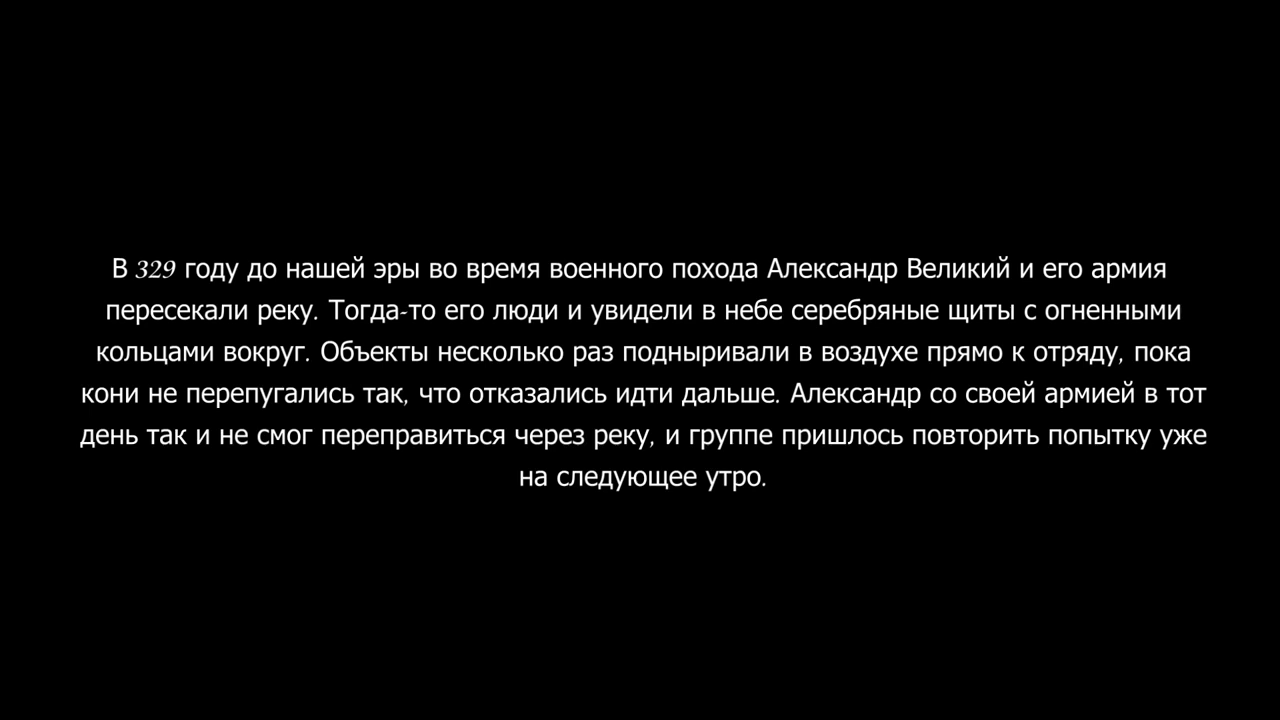 В 329 году до нашей эры во время военного похода Александр Великий и его армия
пересекали реку. Тогда-то его люди и увидели в небе серебряные щиты с огненными
кольцами вокруг. Объекты несколько раз подныривали в воздухе прямо к отряду, пока
кони не перепугались так, что отказались идти дальше. Александр со своей армией в тот
день так и не смог переправиться через реку, и группе пришлось повторить попытку уже
на следующее утро.